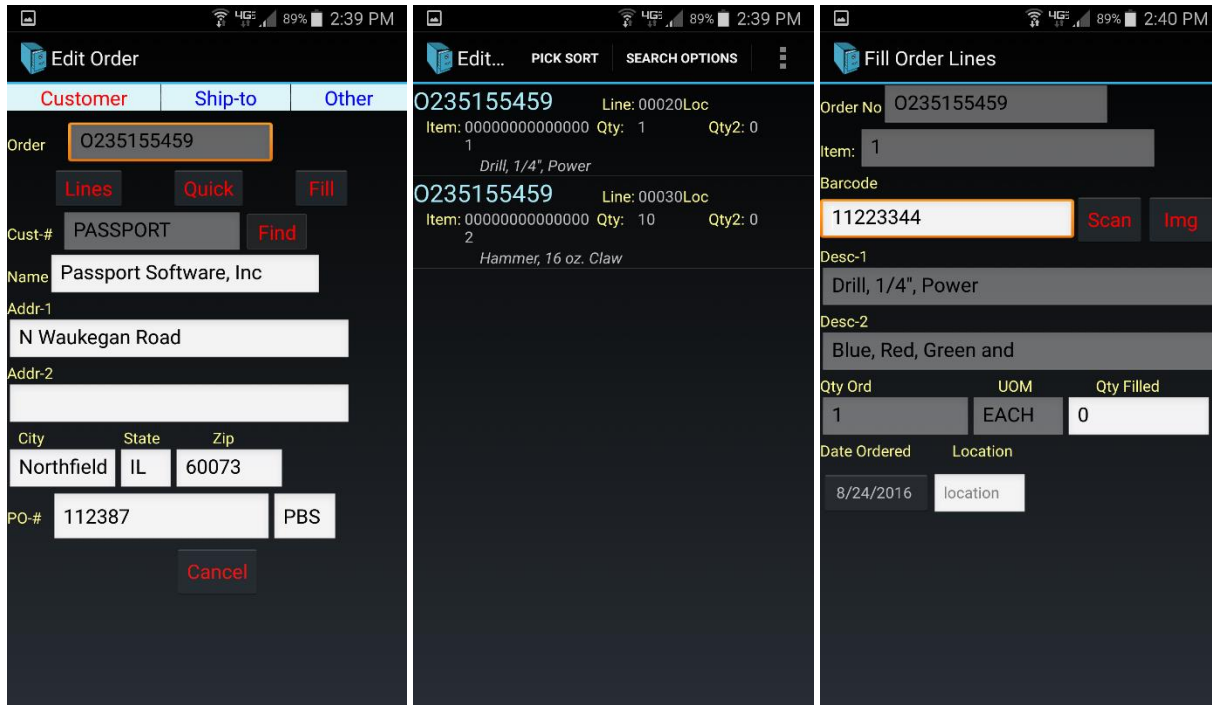 4G 89% 2:39 PM
Edit Order
Customer Ship-to Other
Order O235155459
Lines Quick Fill
Cust-# PASSPORT Find
Name Passport Software, Inc
Addr-1
N Waukegan Road
Addr-2
City State Zip
Northfield IL 60073
PO-# 112387 PBS
Cancel
4G 89% 2:39 PM
Edit... PICK SORT SEARCH OPTIONS
O235155459 Line: 00020Loc
Item: 00000000000000 Qty: 1 Qty2: 0
1
Drill, 1/4", Power
O235155459 Line: 00030Loc
Item: 00000000000000 Qty: 10 Qty2: 0
2
Hammer, 16 oz. Claw
4G 89% 2:40 PM
Fill Order Lines
Order No O235155459
Item: 1
Barcode
11223344 Scan Img
Desc-1
Drill, 1/4", Power
Desc-2
Blue, Red, Green and
Qty Ord UOM Qty Filled
1 EACH 0
Date Ordered Location
8/24/2016 location